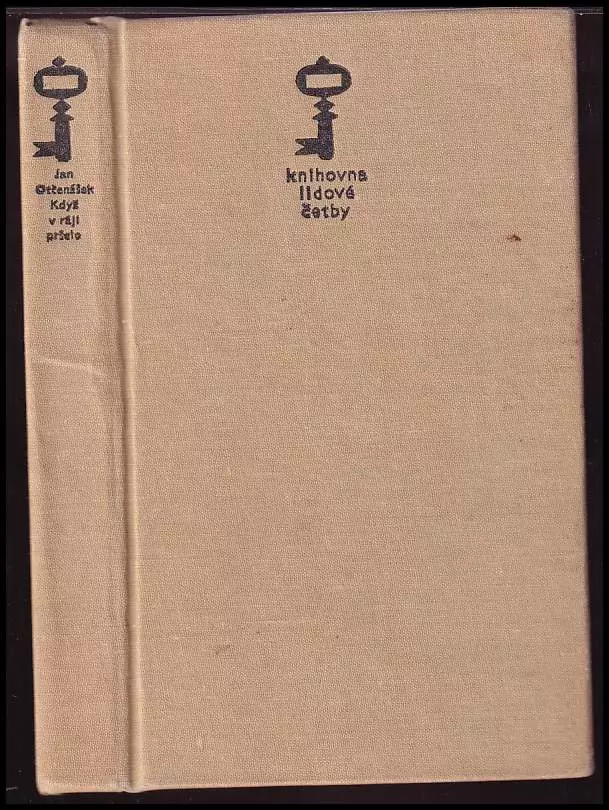 Jan
Otčenášek
Když
v ráji
pršelo
knihovna
lidové
četby